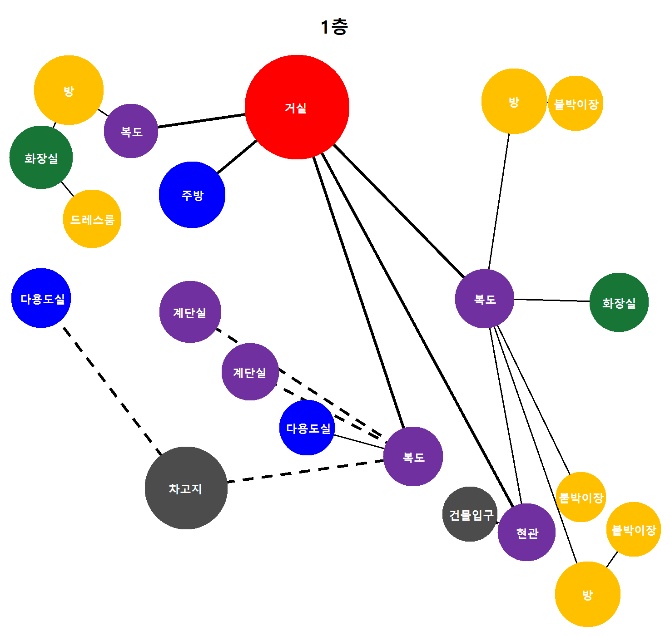 1층
방
거실
방
붙박이장
복도
화장실
주방
드레스룸
다용도실
계단실
복도
화장실
계단실
다용도실
복도
차고지
붙박이장
건물입구
현관
붙박이장
방